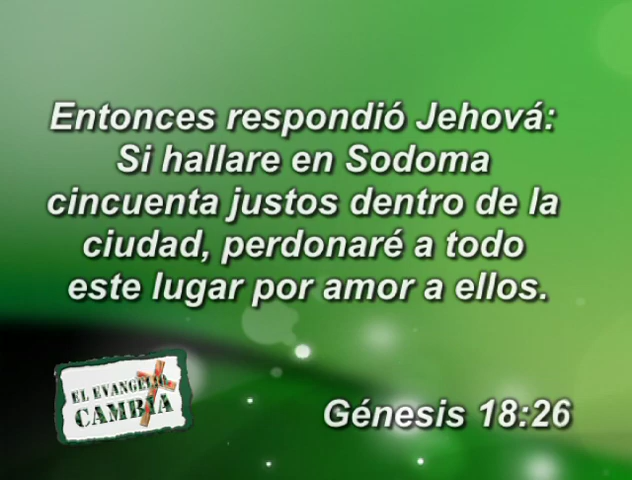 Entonces respondió Jehová:
Si hallare en Sodoma
cincuenta justos dentro de la
ciudad, perdonaré a todo
este lugar por amor a ellos.
EL EVANGELIO
CAMBIA
Génesis 18:26